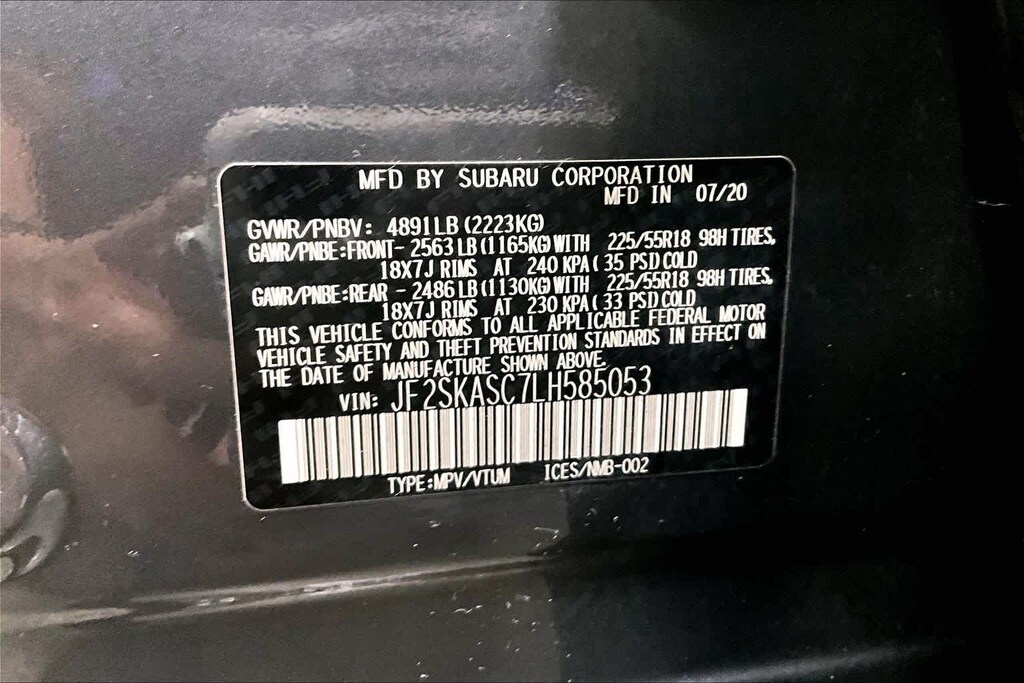 MFD BY SUBARU CORPORATION
MFD IN 07/20
GVWR/PNBV: 4891LB (2223KG)
GAWR/PNBE:FRONT- 2563 LB (1165KG) WITH 225/55R18 98H TIRES,
18X7J RIMS AT 240 KPA( 35 PSI) COLD
GAWR/PNBE:REAR - 2486 LB (1130KG) WITH 225/55R18 98H TIRES,
18X7J RIMS AT 230 KPA( 33 PSI) COLD
THIS VEHICLE CONFORMS TO ALL APPLICABLE FEDERAL MOTOR
VEHICLE SAFETY AND THEFT PREVENTION STANDARDS IN EFFECT ON
THE DATE OF MANUFACTURE SHOWN ABOVE.
VIN: JF2SKASC7LH585053
TYPE:MPV/VTUM ICES/NMB-002